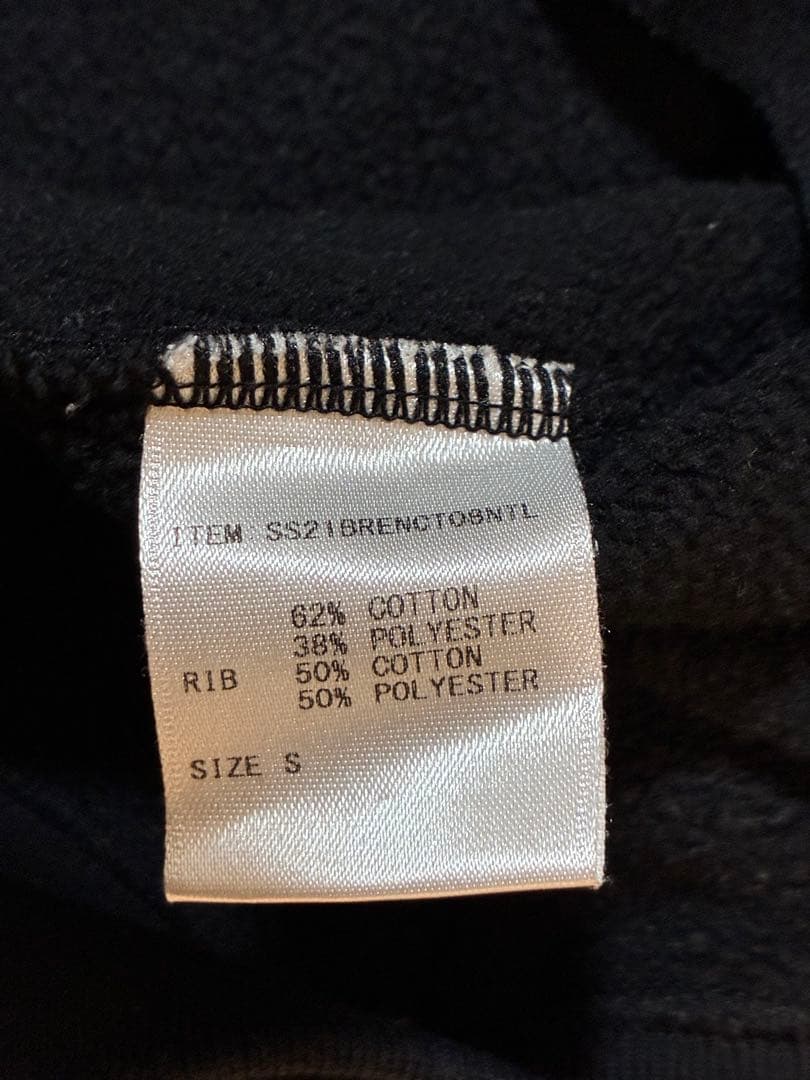 ITEM SS21BRENCT08NTL
62% COTTON
38% POLYESTER
RIB 50% COTTON
50% POLYESTER
SIZE S